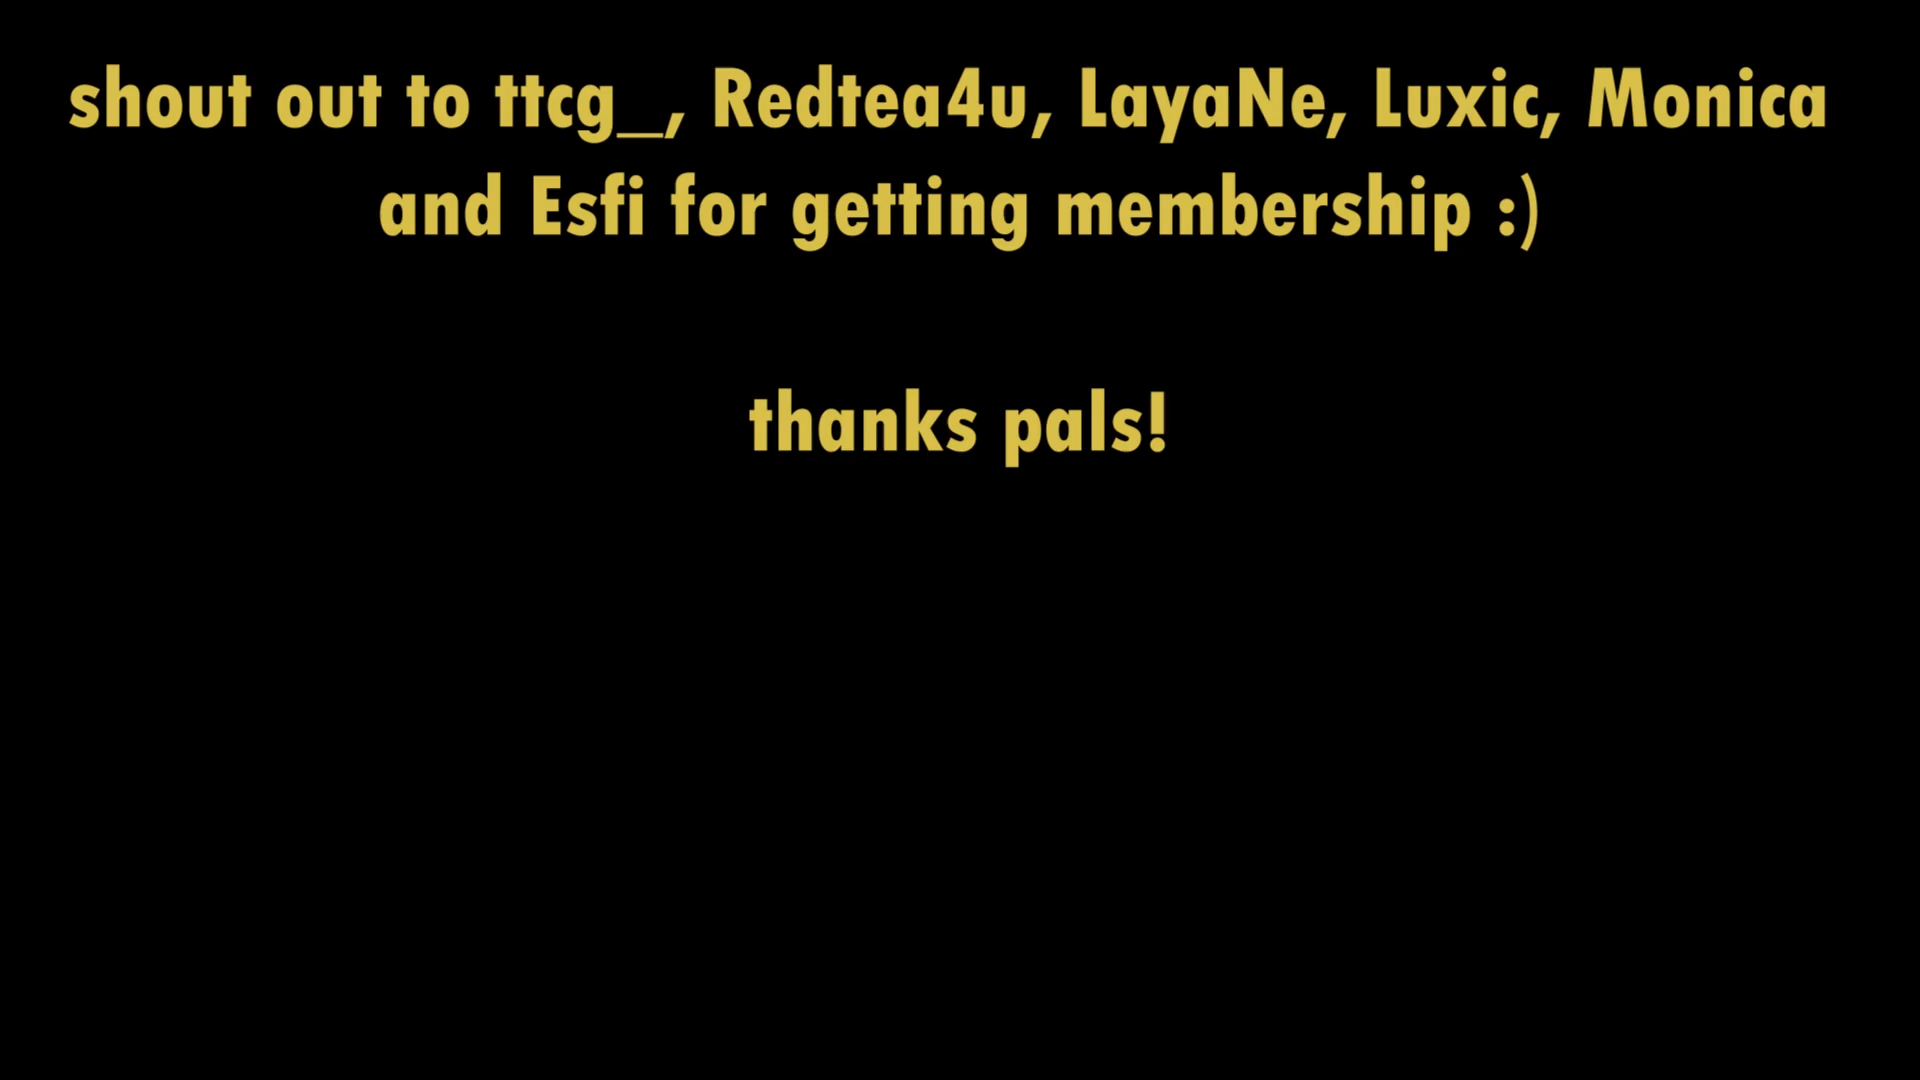 shout out to ttcg_, Redtea4u, LayaNe, Luxic, Monica
and Esfi for getting membership :)
thanks pals!